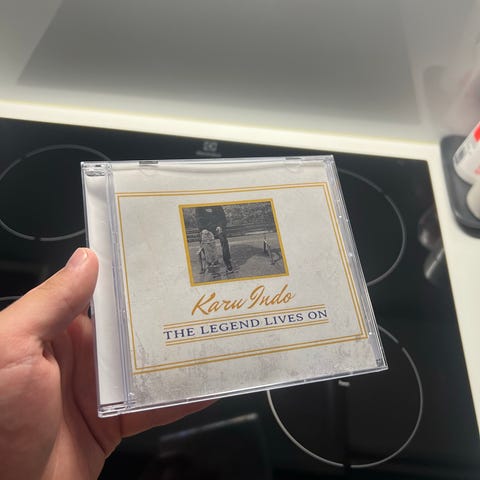 Karu Indo
THE LEGEND LIVES ON